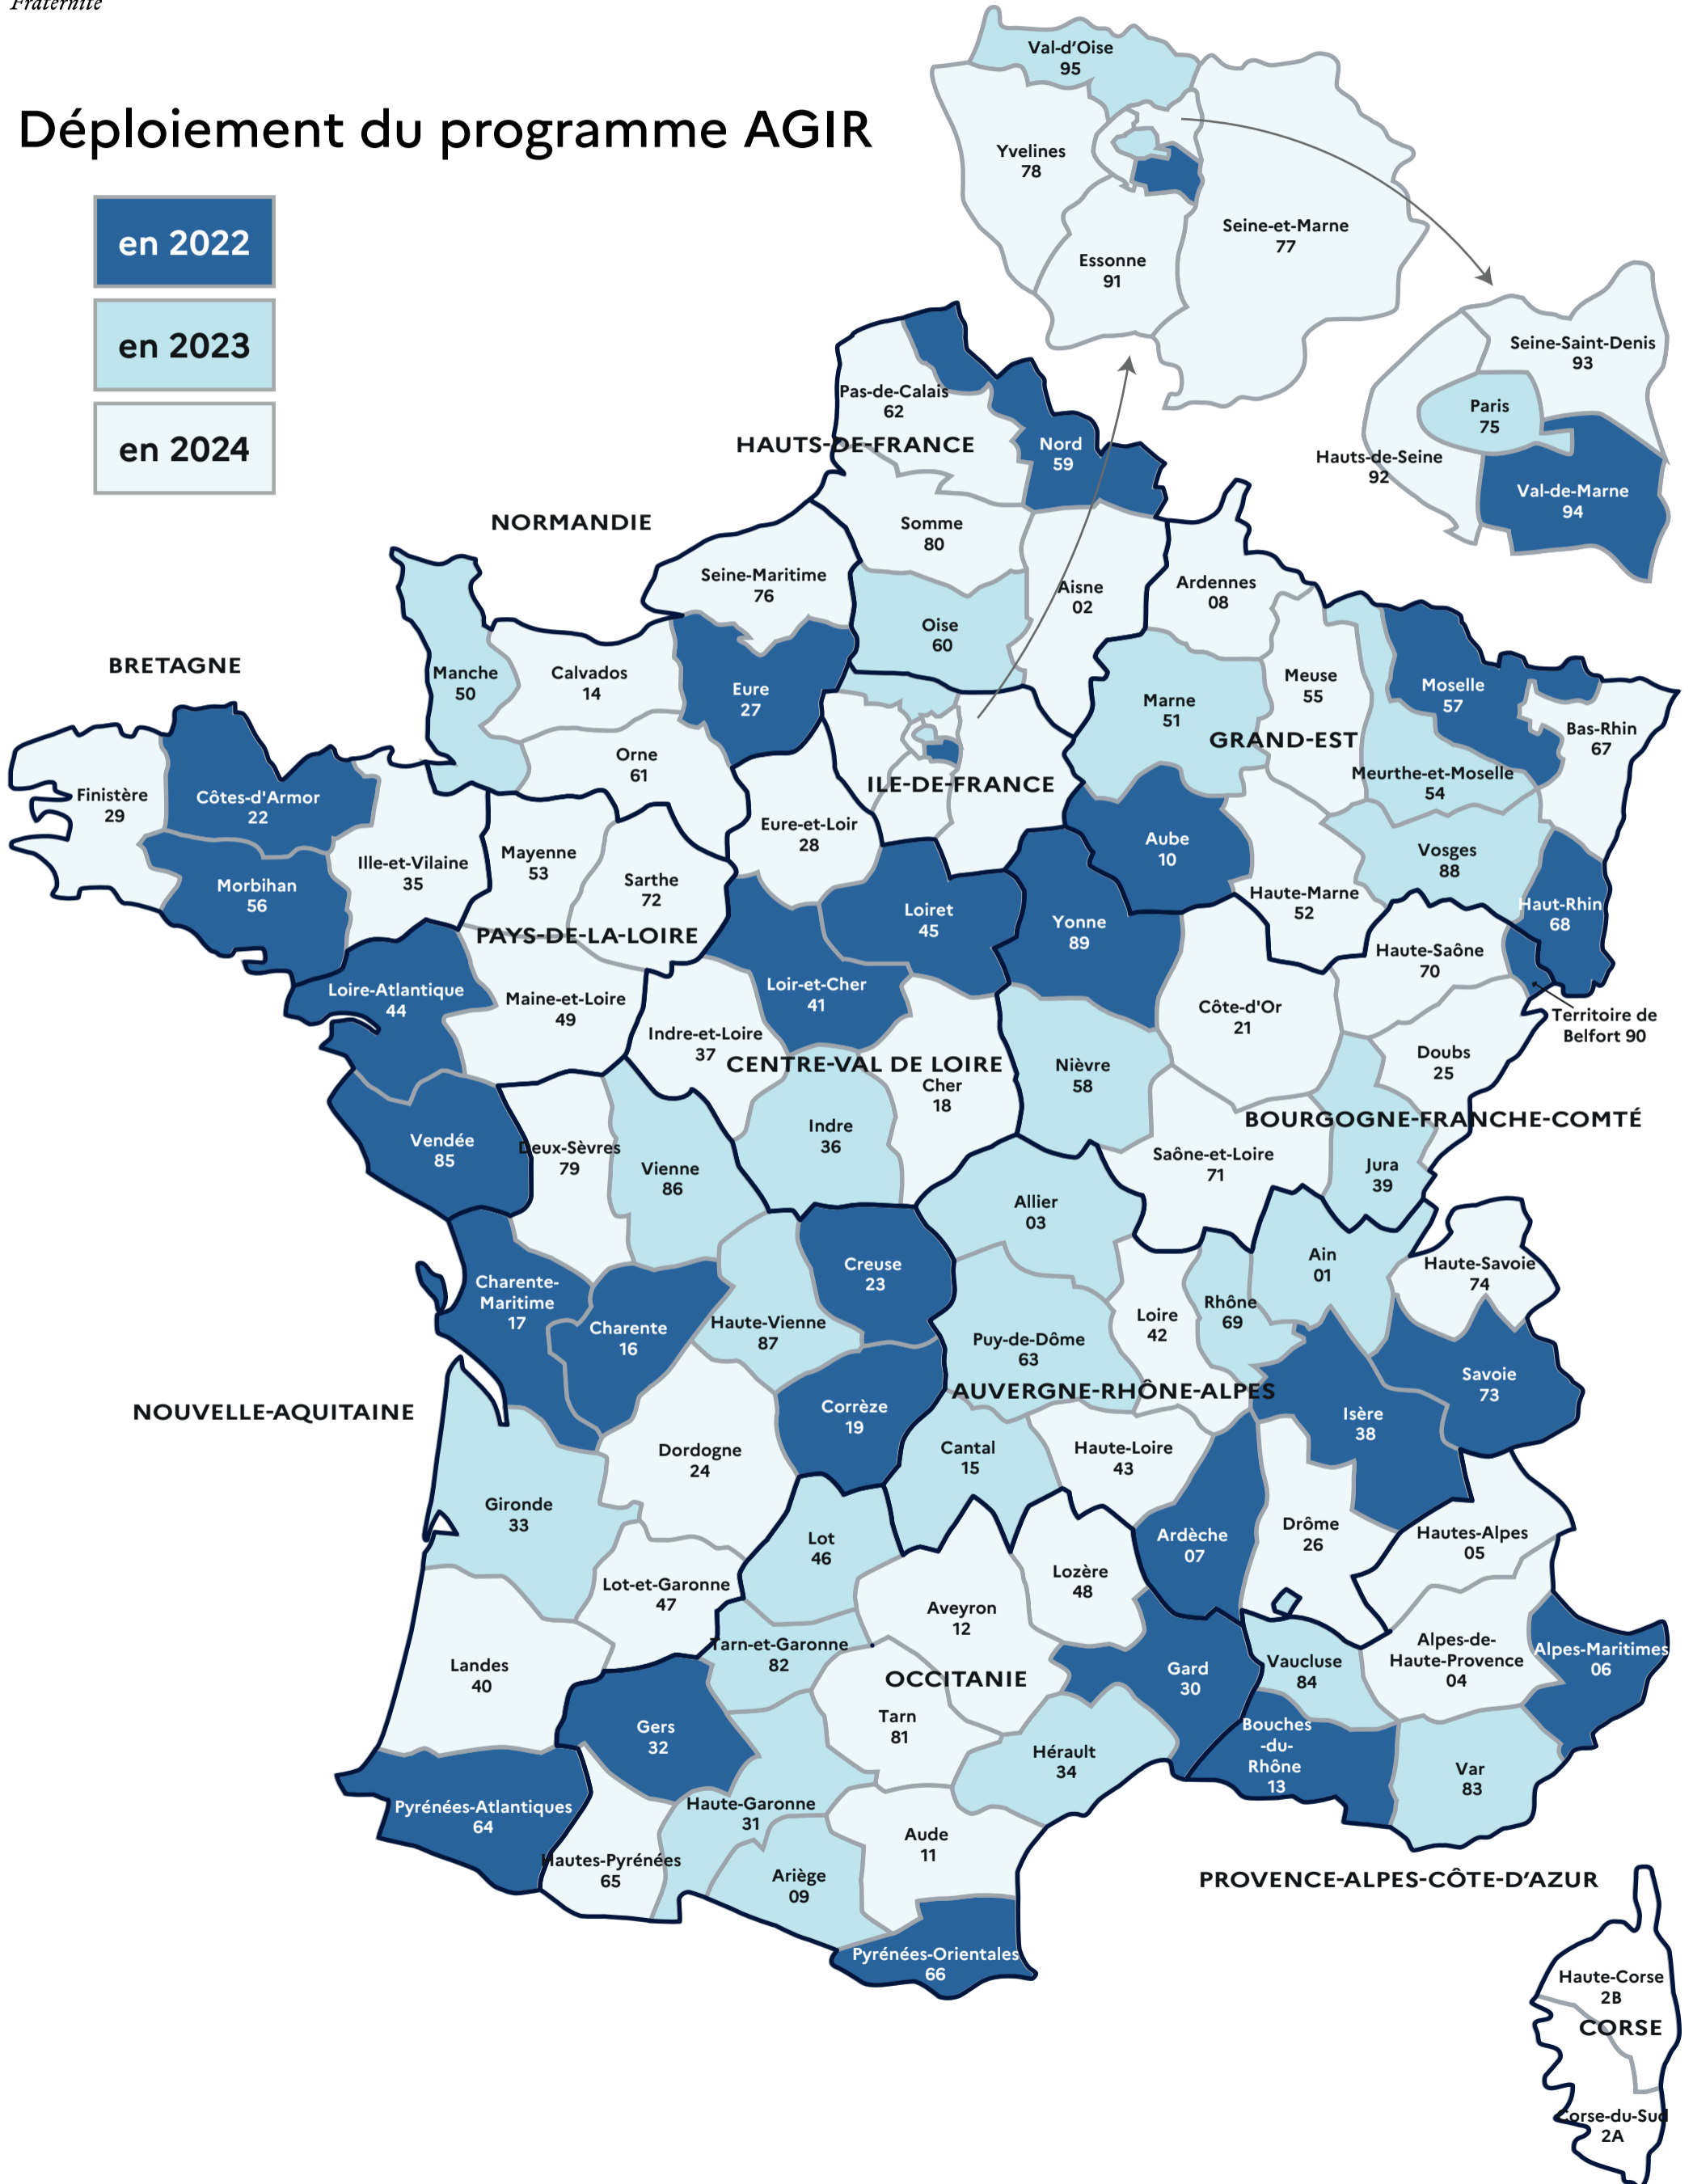 Fraternité
Déploiement du programme AGIR
en 2022
en 2023
en 2024
Val-d’Oise
95
Yvelines
78
Essonne
91
Seine-et-Marne
77
Seine-Saint-Denis
93
Paris
75
Hauts-de-Seine
92
Val-de-Marne
94
Pas-de-Calais
62
HAUTS-DE-FRANCE
Nord
59
Somme
80
Oise
60
Aisne
02
NORMANDIE
Seine-Maritime
76
Eure
27
Manche
50
Calvados
14
Orne
61
Ardennes
08
Marne
51
Meuse
55
Moselle
57
Bas-Rhin
67
GRAND-EST
Meurthe-et-Moselle
54
Aube
10
Vosges
88
Haute-Marne
52
Haut-Rhin
68
BRETAGNE
Finistère
29
Côtes-d'Armor
22
Morbihan
56
Ille-et-Vilaine
35
ILE-DE-FRANCE
Mayenne
53
Sarthe
72
PAYS-DE-LA-LOIRE
Loire-Atlantique
44
Maine-et-Loire
49
Vendée
85
Eure-et-Loir
28
Loiret
45
Loir-et-Cher
41
Indre-et-Loire
37
CENTRE-VAL DE LOIRE
Cher
18
Indre
36
Yonne
89
Côte-d'Or
21
Haute-Saône
70
Territoire de
Belfort 90
Doubs
25
Nièvre
58
BOURGOGNE-FRANCHE-COMTÉ
Saône-et-Loire
71
Jura
39
Deux-Sèvres
79
Vienne
86
Charente-
Maritime
17
Charente
16
Haute-Vienne
87
Creuse
23
Corrèze
19
NOUVELLE-AQUITAINE
Dordogne
24
Gironde
33
Lot-et-Garonne
47
Landes
40
Pyrénées-Atlantiques
64
Allier
03
Puy-de-Dôme
63
Loire
42
Rhône
69
Ain
01
Haute-Savoie
74
Savoie
73
Isère
38
AUVERGNE-RHÔNE-ALPES
Cantal
15
Haute-Loire
43
Ardèche
07
Drôme
26
Lot
46
Aveyron
12
Lozère
48
Tarn-et-Garonne
82
OCCITANIE
Tarn
81
Gard
30
Gers
32
Hérault
34
Haute-Garonne
31
Hautes-Pyrénées
65
Ariège
09
Aude
11
Pyrénées-Orientales
66
Hautes-Alpes
05
Alpes-de-
Haute-Provence
04
Alpes-Maritimes
06
Vaucluse
84
Bouches
-du-
Rhône
13
Var
83
PROVENCE-ALPES-CÔTE-D’AZUR
Haute-Corse
2B
CORSE
Corse-du-Sud
2A